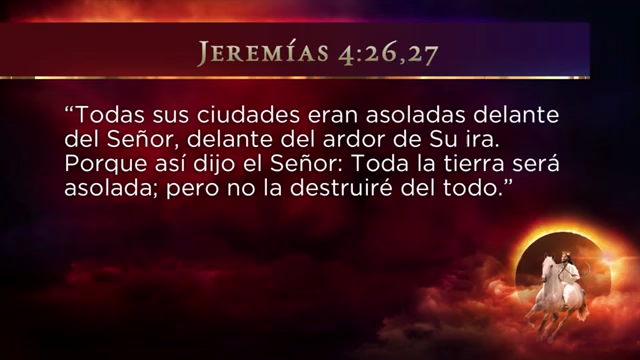 Jeremías 4:26,27
“Todas sus ciudades eran asoladas delante
del Señor, delante del ardor de Su ira.
Porque así dijo el Señor: Toda la tierra será
asolada; pero no la destruiré del todo.”